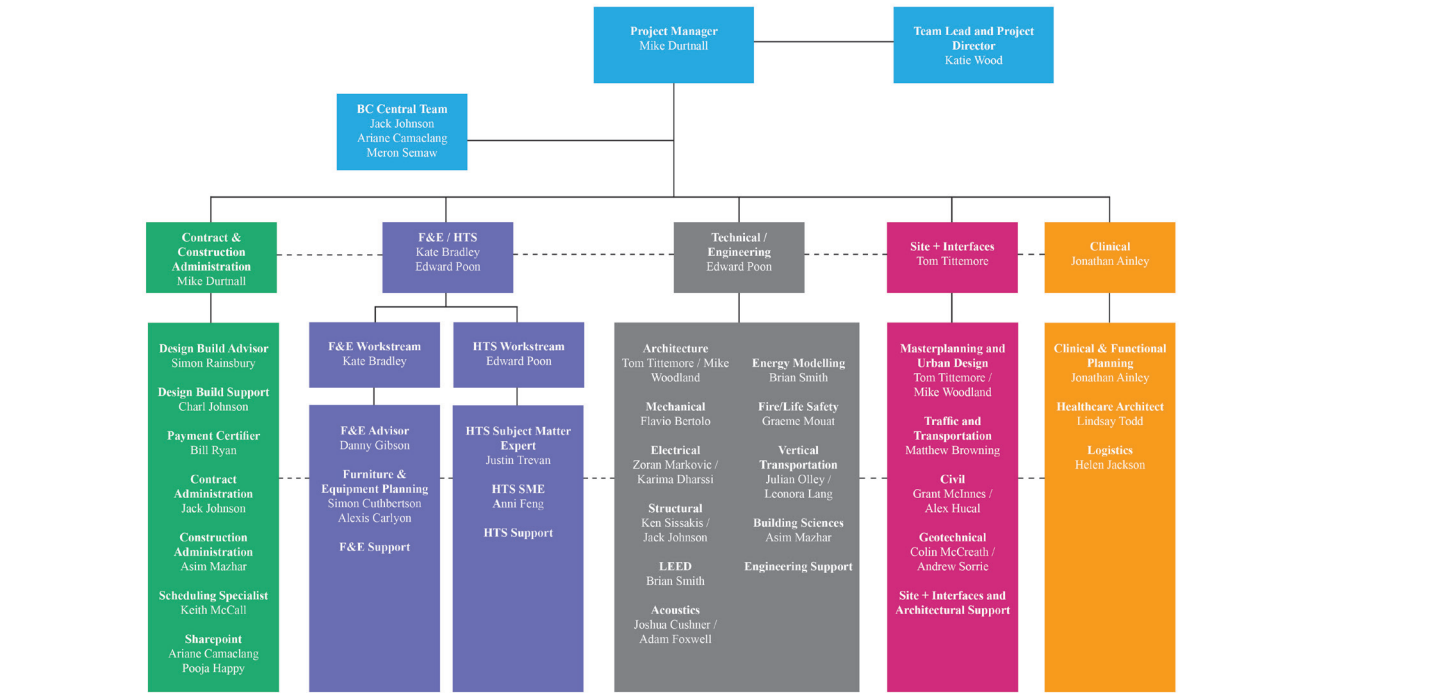 Project Manager
Mike Durtnall
Team Lead and Project
Director
Katie Wood
BC Central Team
Jack Johnson
Ariane Camaclang
Meron Semaw
Contract &
Construction
Administration
Mike Durtnall
F&E / HTS
Kate Bradley
Edward Poon
Technical /
Engineering
Edward Poon
Site + Interfaces
Tom Tittemore
Clinical
Jonathan Ainley
Design Build Advisor
Simon Rainsbury
Design Build Support
Charl Johnson
Payment Certifier
Bill Ryan
Contract
Administration
Jack Johnson
Construction
Administration
Asim Mazhar
Scheduling Specialist
Keith McCall
Sharepoint
Ariane Camaclang
Pooja Happy
F&E Workstream
Kate Bradley
F&E Advisor
Danny Gibson
Furniture &
Equipment Planning
Simon Cuthbertson
Alexis Carlyon
F&E Support
HTS Workstream
Edward Poon
HTS Subject Matter
Expert
Justin Trevan
HTS SME
Anni Feng
HTS Support
Architecture
Tom Tittemore / Mike
Woodland
Mechanical
Flavio Bertolo
Electrical
Zoran Markovic /
Karima Dharssi
Structural
Ken Sissakis /
Jack Johnson
LEED
Brian Smith
Acoustics
Joshua Cushner /
Adam Foxwell
Energy Modelling
Brian Smith
Fire/Life Safety
Graeme Mouat
Vertical
Transportation
Julian Olley /
Leonora Lang
Building Sciences
Asim Mazhar
Engineering Support
Masterplanning and
Urban Design
Tom Tittemore /
Mike Woodland
Traffic and
Transportation
Matthew Browning
Civil
Grant McInnes /
Alex Hucal
Geotechnical
Colin McCreath /
Andrew Sorrie
Site + Interfaces and
Architectural Support
Clinical & Functional
Planning
Jonathan Ainley
Healthcare Architect
Lindsay Todd
Logistics
Helen Jackson